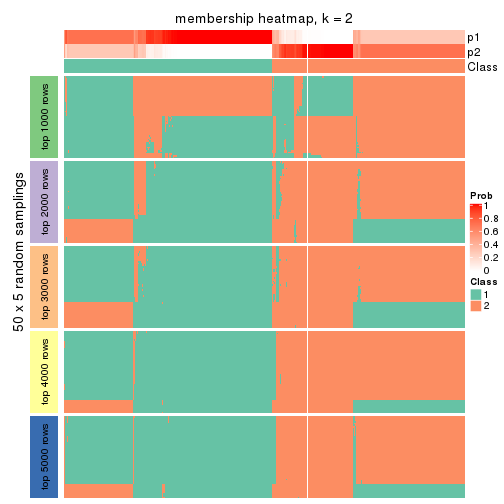 membership heatmap, k = 2
p1
p2
Class
50 x 5 random samplings
top 1000 rows
top 2000 rows
top 3000 rows
top 4000 rows
top 5000 rows
Prob
1
0.8
0.6
0.4
0.2
0
Class
1
2